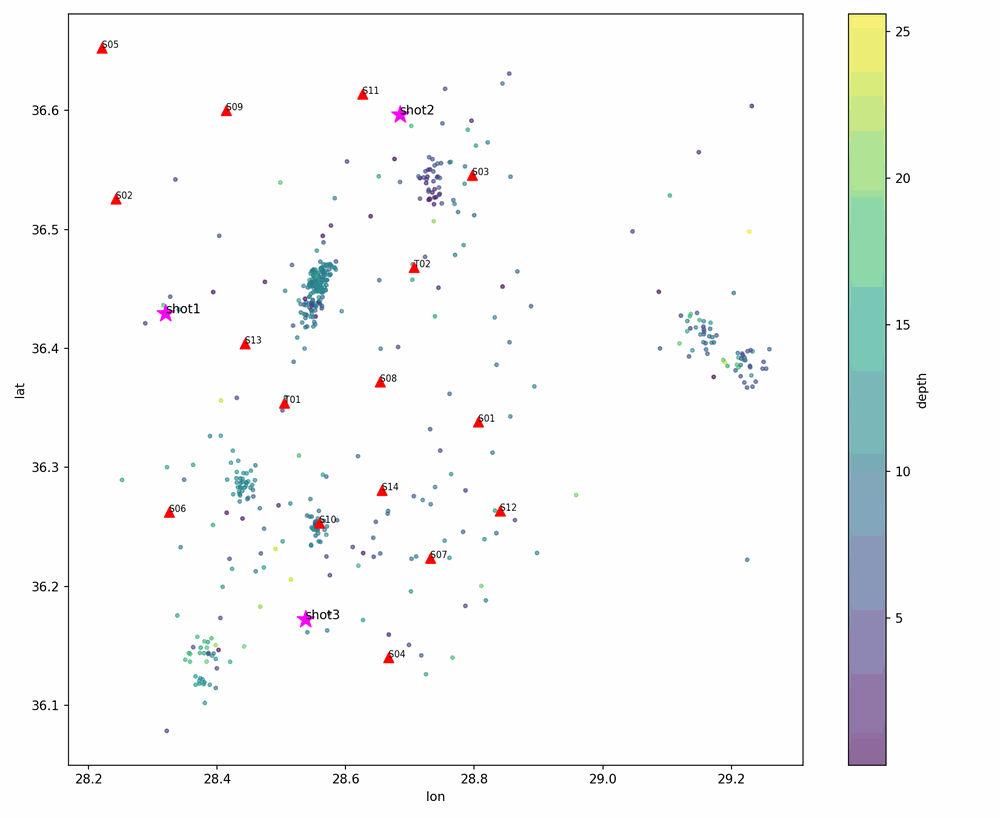 S05
S09
S11
shot2
S03
S02
T02
shot1
S13
S08
T01
S01
S14
S06
S10
S12
S07
shot3
S04
36.6
36.5
36.4
36.3
36.2
36.1
lat
28.2 28.4 28.6 28.8 29.0 29.2
lon
25
20
15
10
5
depth